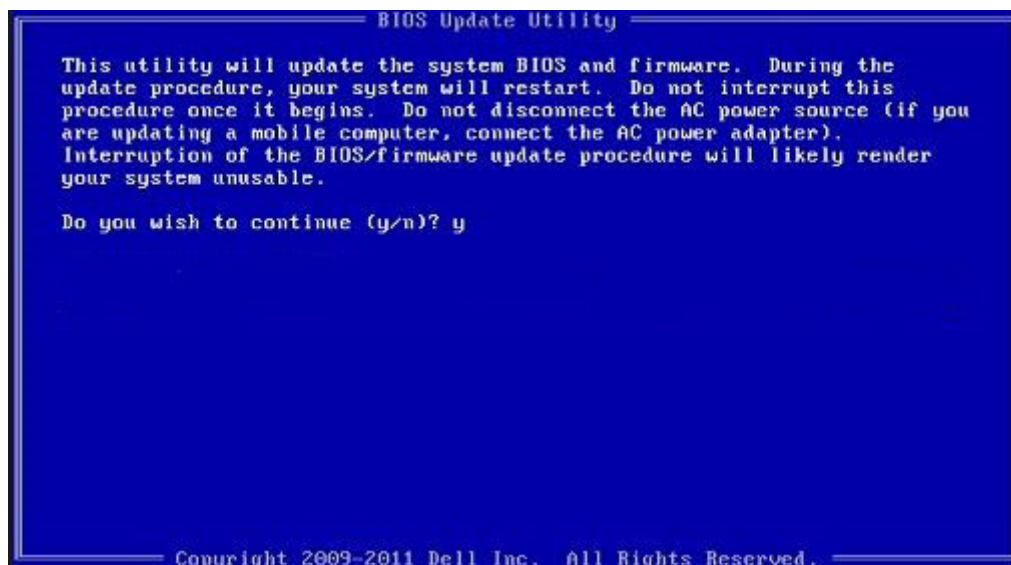 BIOS Update Utility
This utility will update the system BIOS and firmware. During the
update procedure, your system will restart. Do not interrupt this
procedure once it begins. Do not disconnect the AC power source (if you
are updating a mobile computer, connect the AC power adapter).
Interruption of the BIOS/firmware update procedure will likely render
your system unusable.
Do you wish to continue (y/n)? y
Copyright 2009-2011 Dell Inc. All Rights Reserved.